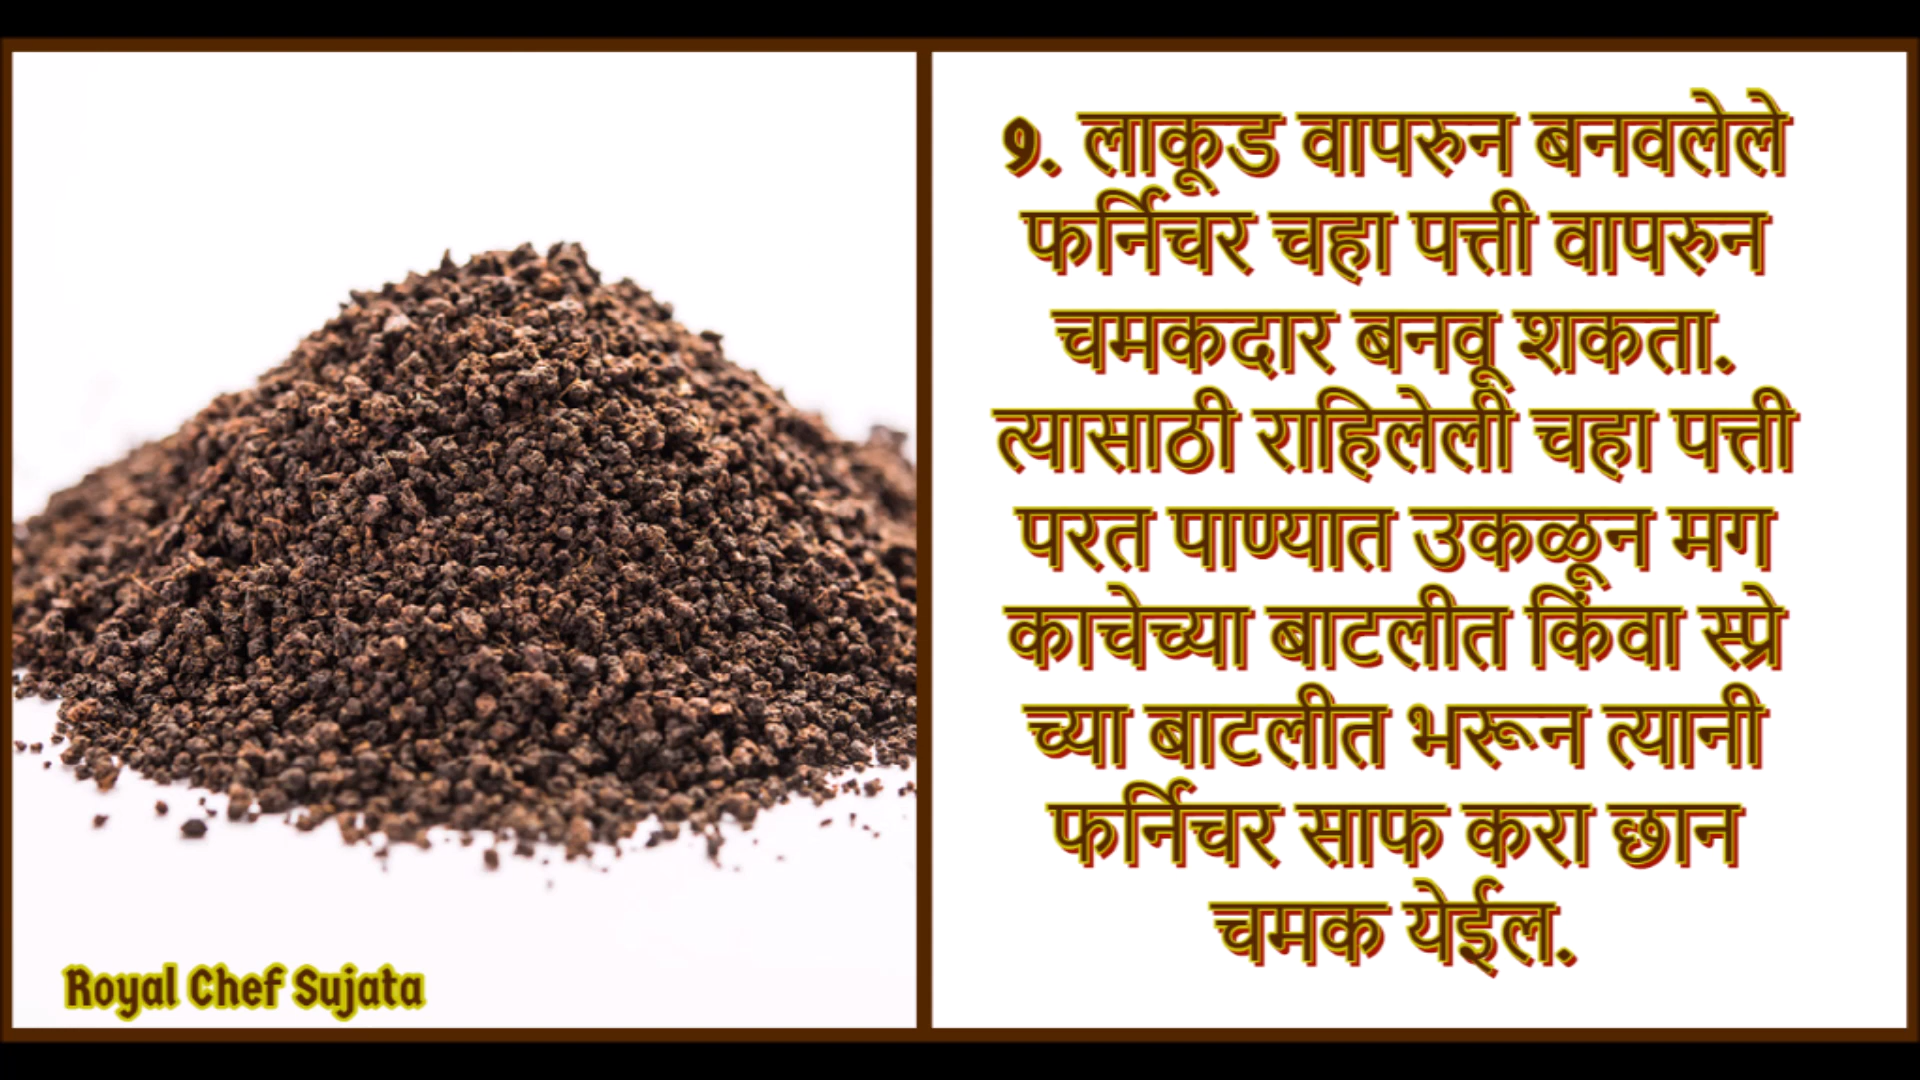 १. लाकूड वापरुन बनवलेले
फर्निचर चहा पत्ती वापरुन
चमकदार बनवू शकता.
त्यासाठी राहिलेली चहा पत्ती
परत पाण्यात उकळून मग
काचेच्या बाटलीत किंवा स्प्रे
च्या बाटलीत भरून त्यानी
फर्निचर साफ करा छान
चमक येईल.
Royal Chef Sujata